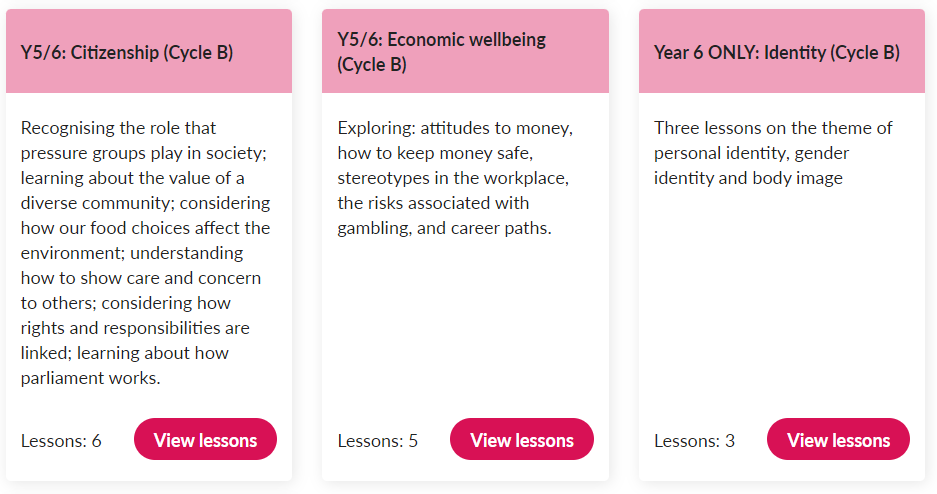 Y5/6: Citizenship (Cycle B)
Recognising the role that
pressure groups play in society;
learning about the value of a
diverse community; considering
how our food choices affect the
environment; understanding
how to show care and concern
to others; considering how
rights and responsibilities are
linked; learning about how
parliament works.
Lessons: 6
View lessons
Y5/6: Economic wellbeing
(Cycle B)
Exploring: attitudes to money,
how to keep money safe,
stereotypes in the workplace,
the risks associated with
gambling, and career paths.
Lessons: 5
View lessons
Year 6 ONLY: Identity (Cycle B)
Three lessons on the theme of
personal identity, gender
identity and body image
Lessons: 3
View lessons